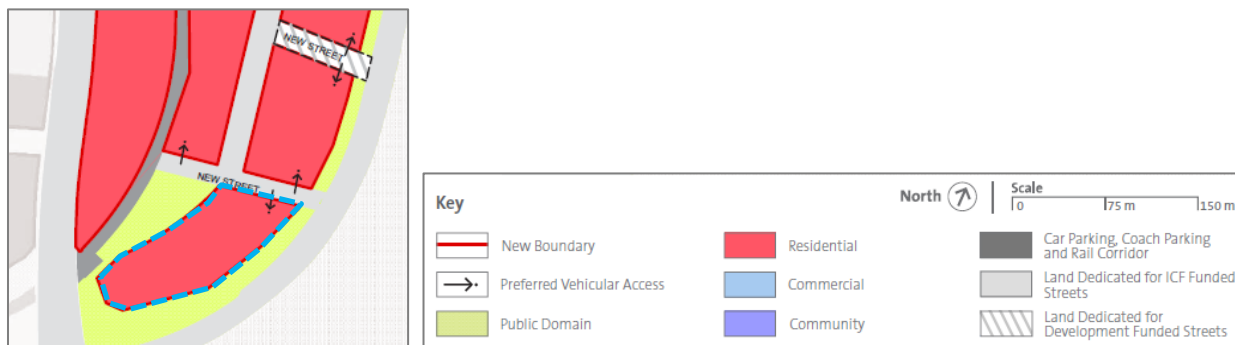 NEW STREET
NEW STREET
Key
North
Scale
0 75 m 150 m
New Boundary
Residential
Car Parking, Coach Parking
and Rail Corridor
Preferred Vehicular Access
Commercial
Land Dedicated for ICF Funded
Streets
Public Domain
Community
Land Dedicated for
Development Funded Streets